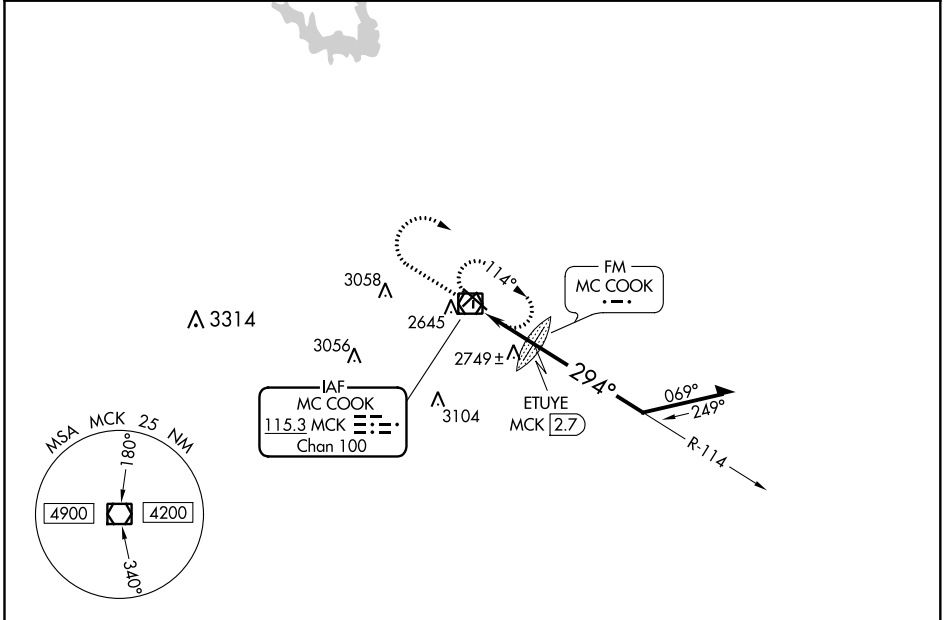 FM
MC COOK
114°
3058
3314
2645
3056
2749 ±
294°
IAF
MC COOK
115.3 MCK
Chan 100
3104
ETUYE
MCK 2.7
069°
249°
R-114
MSA MCK 25 NM
180°
4900
4200
340°